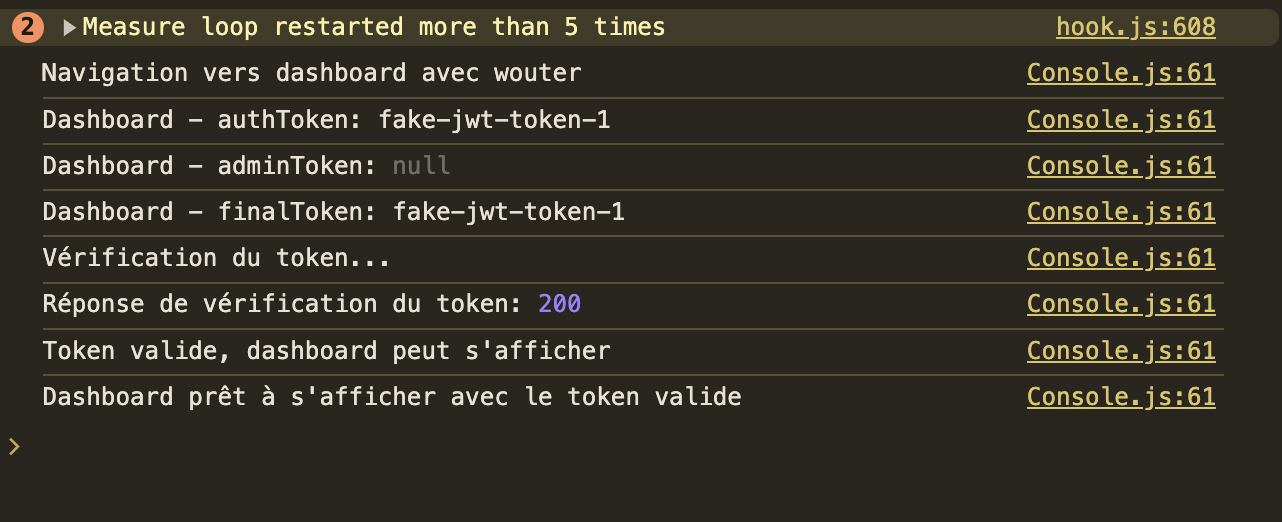 2 Measure loop restarted more than 5 times hook.js:608
Navigation vers dashboard avec wouter Console.js:61
Dashboard – authToken: fake-jwt-token-1 Console.js:61
Dashboard – adminToken: null Console.js:61
Dashboard – finalToken: fake-jwt-token-1 Console.js:61
Vérification du token... Console.js:61
Réponse de vérification du token: 200 Console.js:61
Token valide, dashboard peut s'afficher Console.js:61
Dashboard prêt à s'afficher avec le token valide Console.js:61